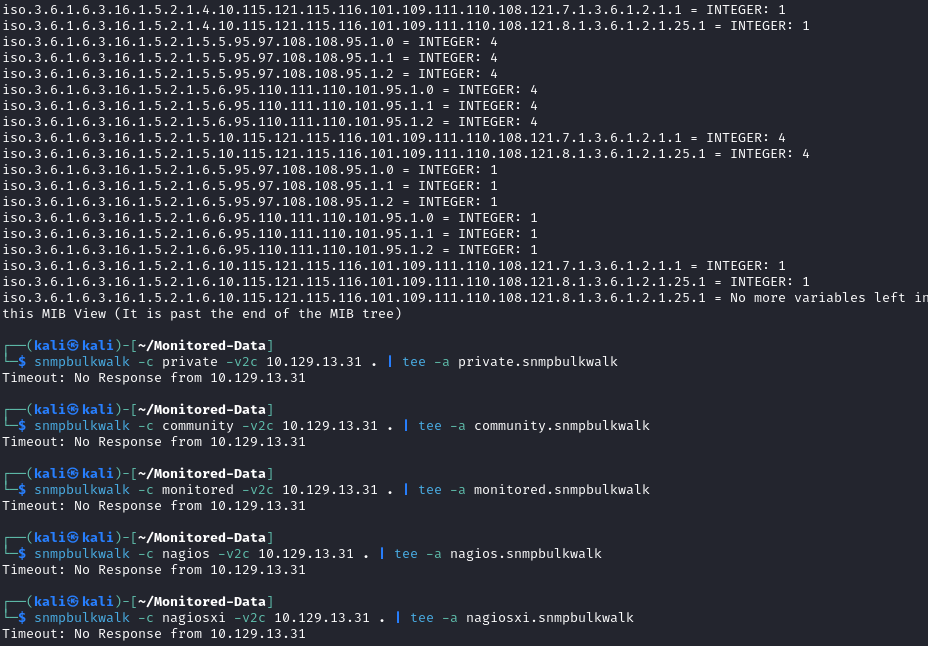 iso.3.6.1.6.3.16.1.5.2.1.4.10.115.121.115.116.101.109.111.110.108.121.7.1.3.6.1.2.1.1 = INTEGER: 1
iso.3.6.1.6.3.16.1.5.2.1.4.10.115.121.115.116.101.109.111.110.108.121.8.1.3.6.1.2.1.25.1 = INTEGER: 1
iso.3.6.1.6.3.16.1.5.2.1.5.5.95.97.108.108.95.1.0 = INTEGER: 4
iso.3.6.1.6.3.16.1.5.2.1.5.5.95.97.108.108.95.1.1 = INTEGER: 4
iso.3.6.1.6.3.16.1.5.2.1.5.5.95.97.108.108.95.1.2 = INTEGER: 4
iso.3.6.1.6.3.16.1.5.2.1.5.6.95.110.111.110.101.95.1.0 = INTEGER: 4
iso.3.6.1.6.3.16.1.5.2.1.5.6.95.110.111.110.101.95.1.1 = INTEGER: 4
iso.3.6.1.6.3.16.1.5.2.1.5.6.95.110.111.110.101.95.1.2 = INTEGER: 4
iso.3.6.1.6.3.16.1.5.2.1.5.10.115.121.115.116.101.109.111.110.108.121.7.1.3.6.1.2.1.1 = INTEGER: 4
iso.3.6.1.6.3.16.1.5.2.1.5.10.115.121.115.116.101.109.111.110.108.121.8.1.3.6.1.2.1.25.1 = INTEGER: 4
iso.3.6.1.6.3.16.1.5.2.1.6.5.95.97.108.108.95.1.0 = INTEGER: 1
iso.3.6.1.6.3.16.1.5.2.1.6.5.95.97.108.108.95.1.1 = INTEGER: 1
iso.3.6.1.6.3.16.1.5.2.1.6.5.95.97.108.108.95.1.2 = INTEGER: 1
iso.3.6.1.6.3.16.1.5.2.1.6.6.95.110.111.110.101.95.1.0 = INTEGER: 1
iso.3.6.1.6.3.16.1.5.2.1.6.6.95.110.111.110.101.95.1.1 = INTEGER: 1
iso.3.6.1.6.3.16.1.5.2.1.6.6.95.110.111.110.101.95.1.2 = INTEGER: 1
iso.3.6.1.6.3.16.1.5.2.1.6.10.115.121.115.116.101.109.111.110.108.121.7.1.3.6.1.2.1.1 = INTEGER: 1
iso.3.6.1.6.3.16.1.5.2.1.6.10.115.121.115.116.101.109.111.110.108.121.8.1.3.6.1.2.1.25.1 = INTEGER: 1
iso.3.6.1.6.3.16.1.5.2.1.6.10.115.121.115.116.101.109.111.110.108.121.8.1.3.6.1.2.1.25.1 = No more variables left in
this MIB View (It is past the end of the MIB tree)
┌──(kali㉿kali)-[~/Monitored-Data]
└─$ snmpbulkwalk -c private -v2c 10.129.13.31 . | tee -a private.snmpbulkwalk
Timeout: No Response from 10.129.13.31
┌──(kali㉿kali)-[~/Monitored-Data]
└─$ snmpbulkwalk -c community -v2c 10.129.13.31 . | tee -a community.snmpbulkwalk
Timeout: No Response from 10.129.13.31
┌──(kali㉿kali)-[~/Monitored-Data]
└─$ snmpbulkwalk -c monitored -v2c 10.129.13.31 . | tee -a monitored.snmpbulkwalk
Timeout: No Response from 10.129.13.31
┌──(kali㉿kali)-[~/Monitored-Data]
└─$ snmpbulkwalk -c nagios -v2c 10.129.13.31 . | tee -a nagios.snmpbulkwalk
Timeout: No Response from 10.129.13.31
┌──(kali㉿kali)-[~/Monitored-Data]
└─$ snmpbulkwalk -c nagiosxi -v2c 10.129.13.31 . | tee -a nagiosxi.snmpbulkwalk
Timeout: No Response from 10.129.13.31